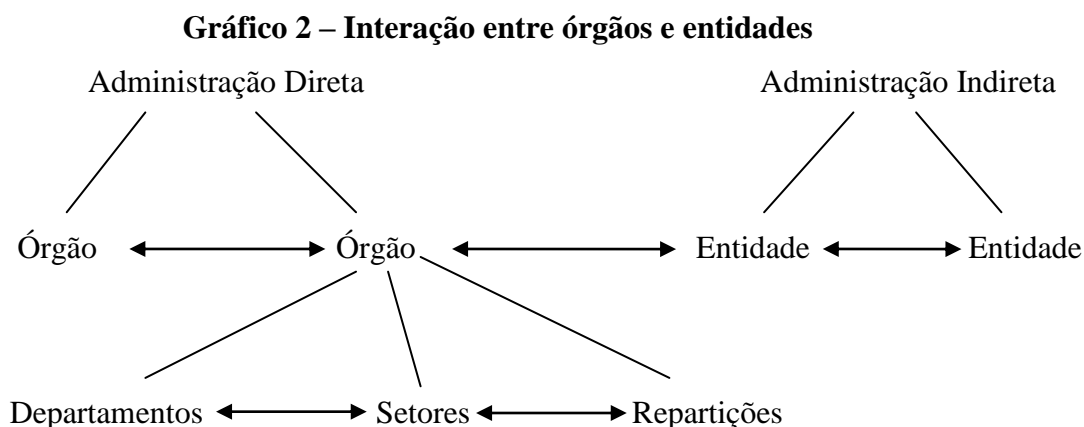 Gráfico 2 – Interação entre órgãos e entidades
Administração Direta Administração Indireta
Órgão Órgão Entidade Entidade
Departamentos Setores Repartições